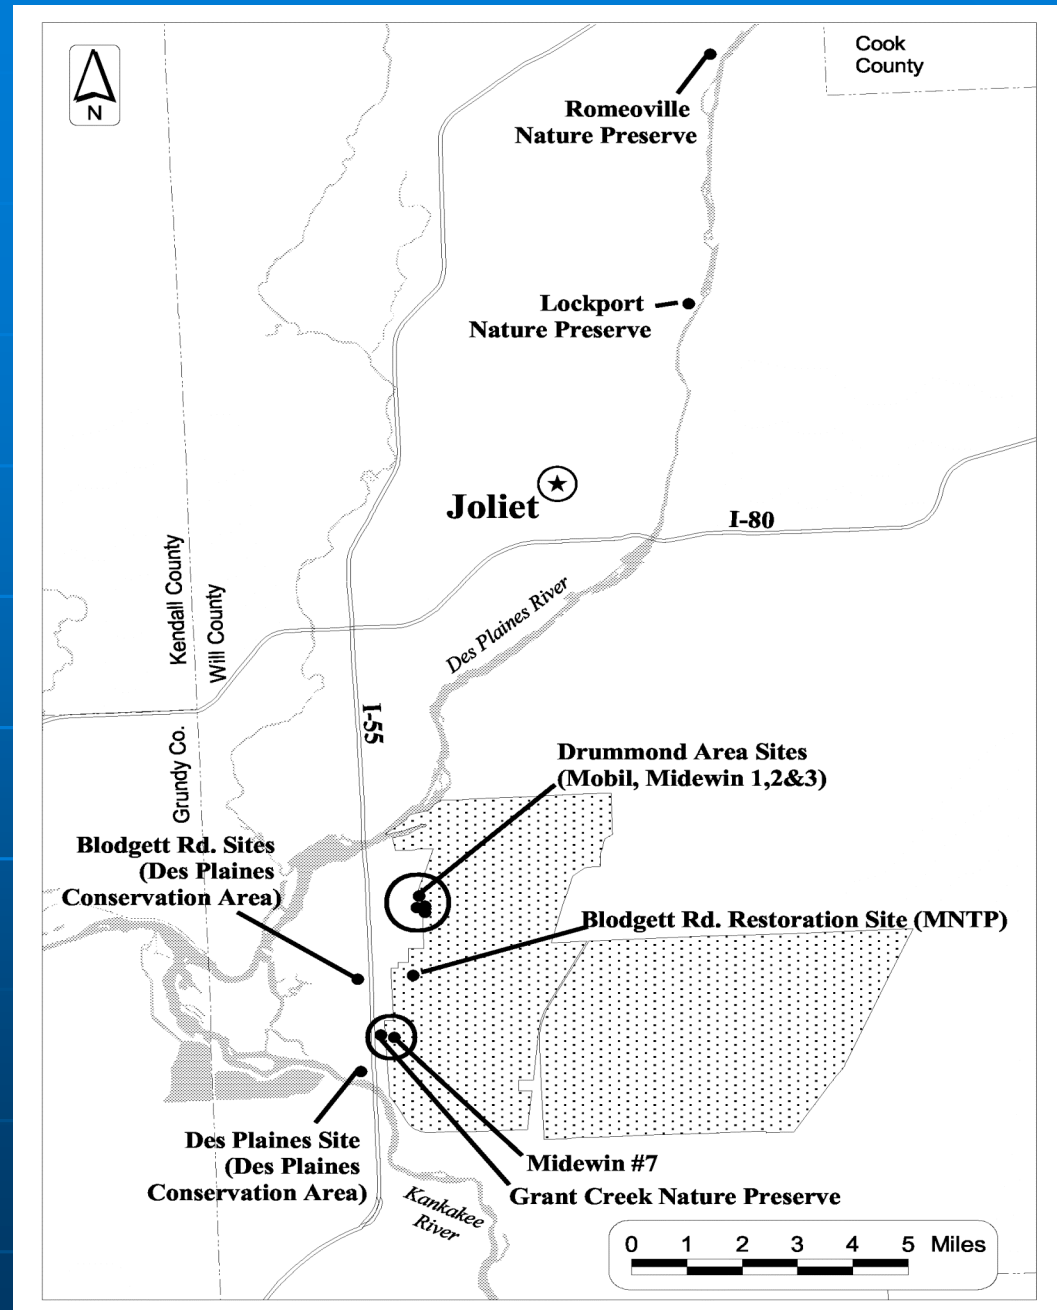 Cook
County
N
Romeoville
Nature Preserve
Lockport
Nature Preserve
Joliet
I-80
Kendall County
Will County
Des Plaines River
I-55
Grundy Co.
Drummond Area Sites
(Mobil, Midewin 1,2&3)
Blodgett Rd. Sites
(Des Plaines
Conservation Area)
Blodgett Rd. Restoration Site (MNTP)
Des Plaines Site
(Des Plaines
Conservation Area)
Midewin #7
Grant Creek Nature Preserve
Kankakee
River
0 1 2 3 4 5 Miles